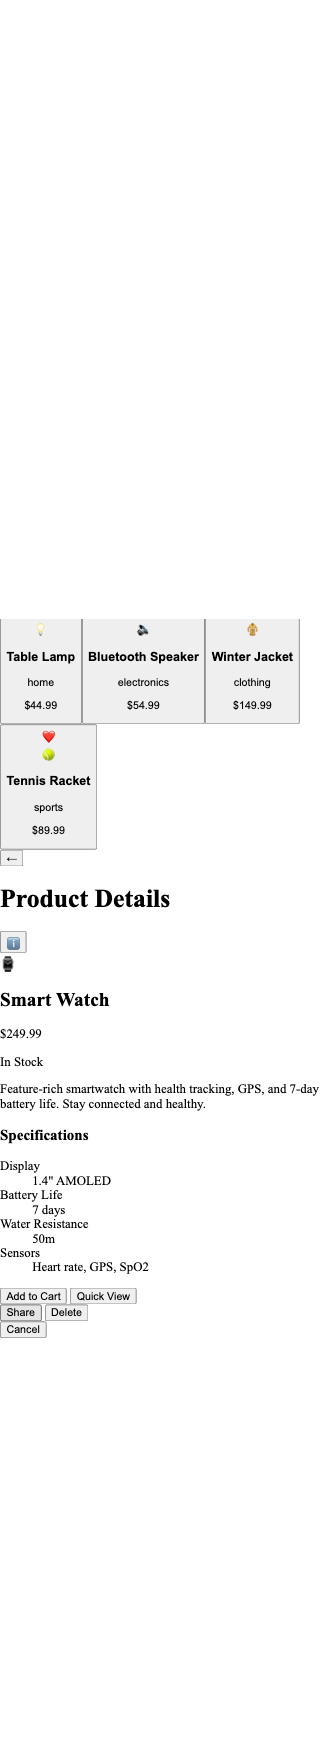 Table Lamp
home
$44.99
Bluetooth Speaker
electronics
$54.99
Winter Jacket
clothing
$149.99
Tennis Racket
sports
$89.99
←
Product Details
Smart Watch
$249.99
In Stock
Feature-rich smartwatch with health tracking, GPS, and 7-day
battery life. Stay connected and healthy.
Specifications
Display
1.4" AMOLED
Battery Life
7 days
Water Resistance
50m
Sensors
Heart rate, GPS, SpO2
Add to Cart Quick View
Share Delete
Cancel